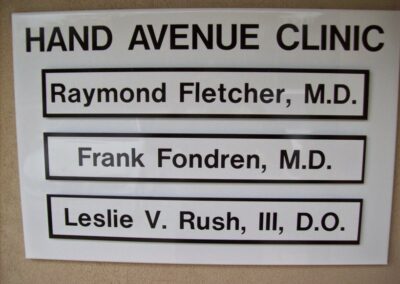 HAND AVENUE CLINIC
Raymond Fletcher, M.D.
Frank Fondren, M.D.
Leslie V. Rush, III, D.O.